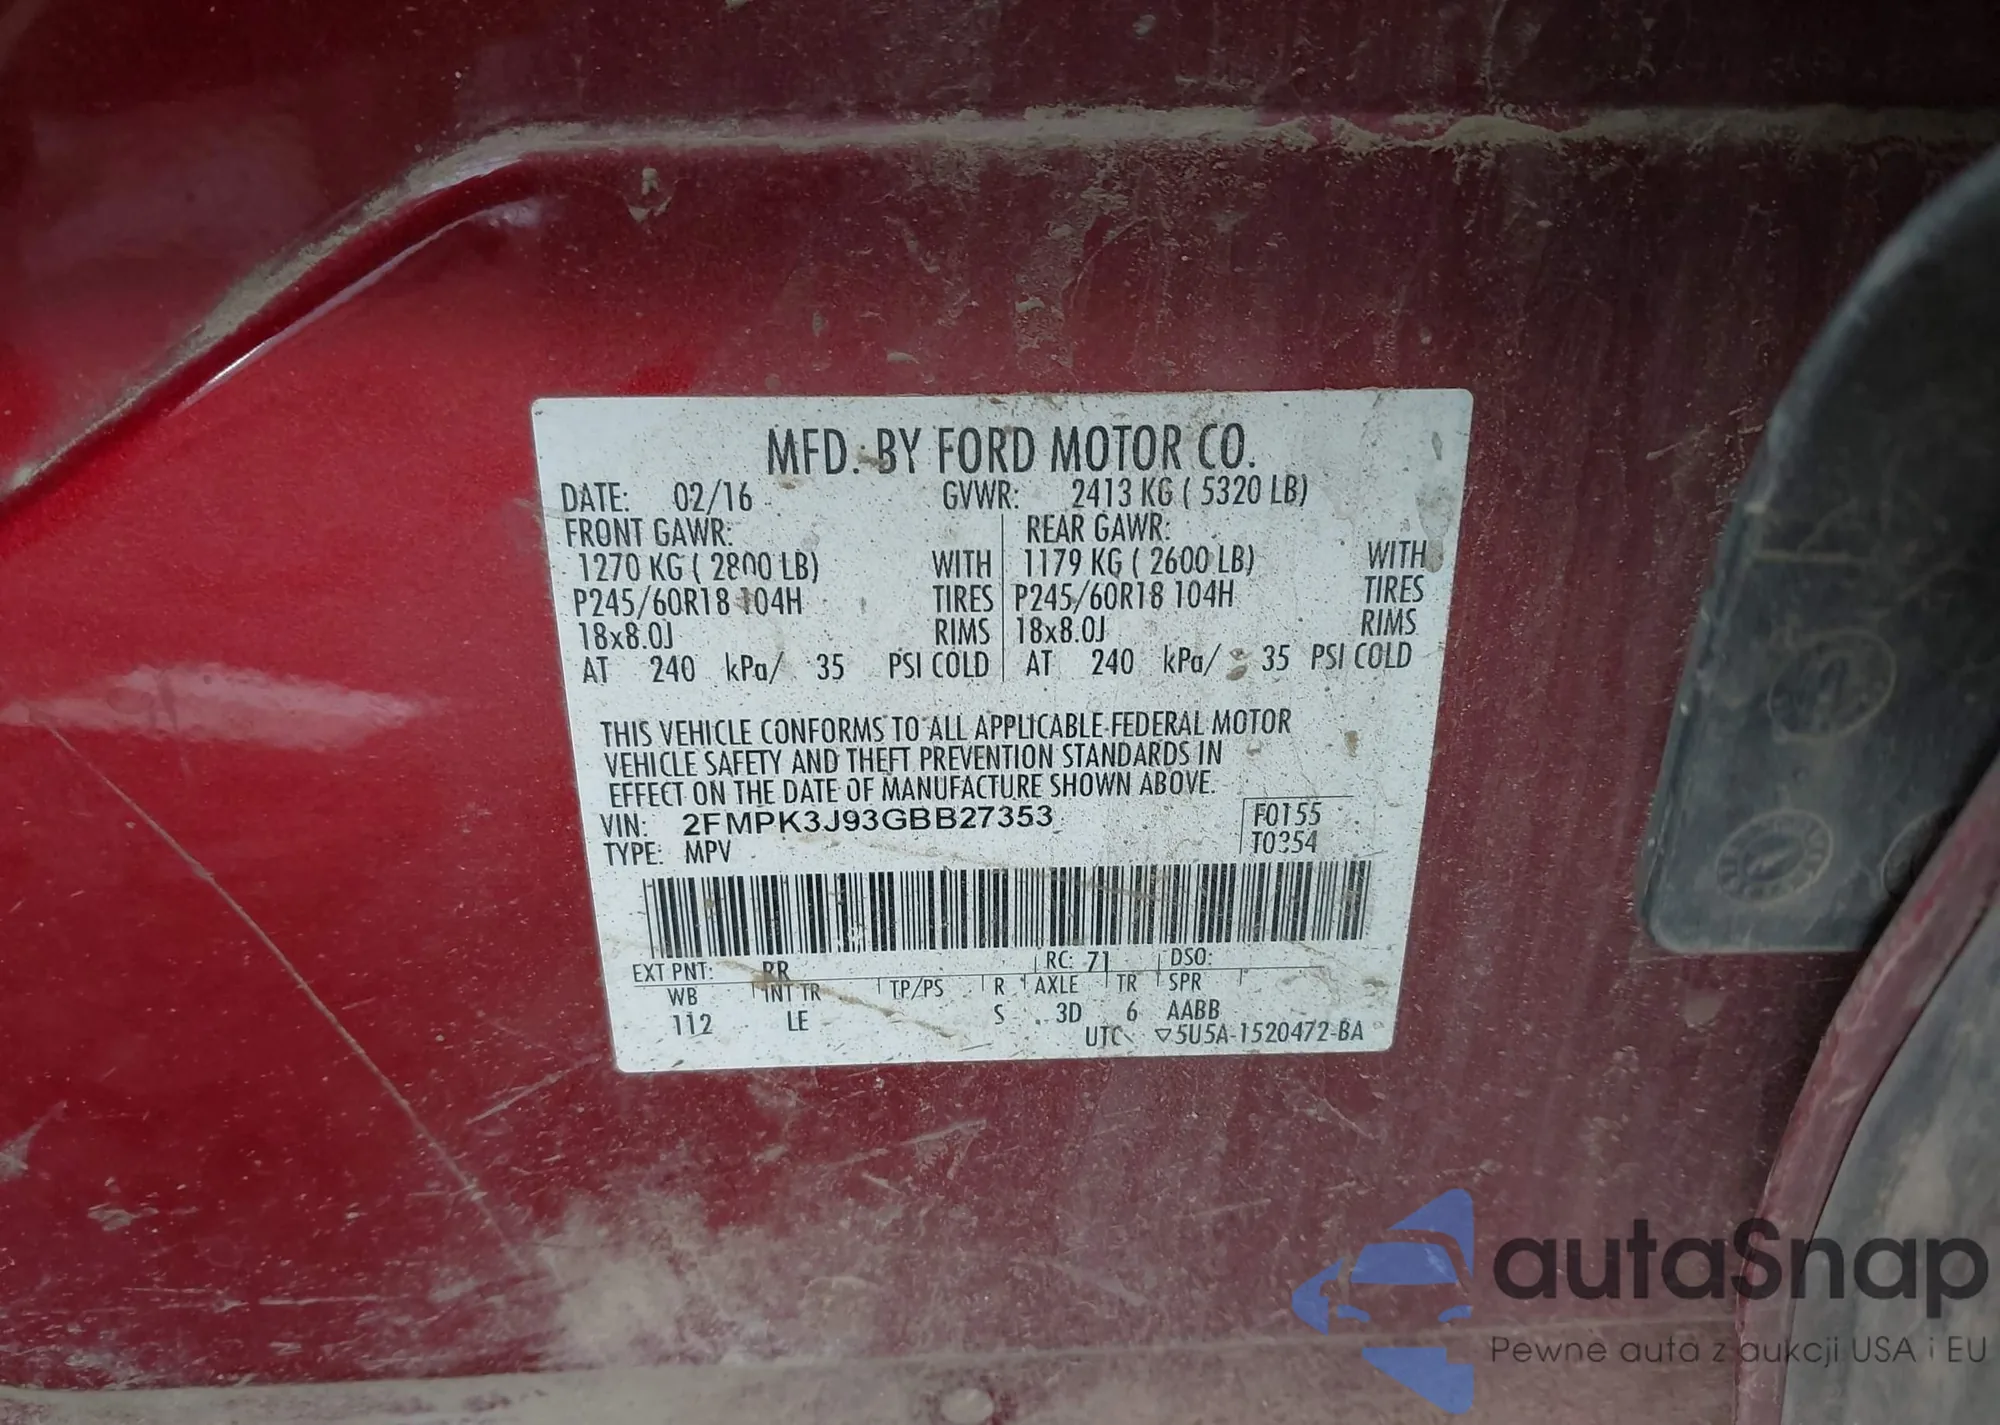 MFD. BY FORD MOTOR CO.
DATE: 02/16 GVWR: 2413 KG ( 5320 LB)
FRONT GAWR: REAR GAWR:
1270 KG ( 2800 LB) WITH 1179 KG ( 2600 LB) WITH
P245/60R18 104H TIRES P245/60R18 104H TIRES
18x8.0J RIMS 18x8.0J RIMS
AT 240 kPa/ 35 PSI COLD AT 240 kPa/ 35 PSI COLD
THIS VEHICLE CONFORMS TO ALL APPLICABLE FEDERAL MOTOR
VEHICLE SAFETY AND THEFT PREVENTION STANDARDS IN
EFFECT ON THE DATE OF MANUFACTURE SHOWN ABOVE.
VIN: 2FMPK3J93GBB27353 F0155
TYPE: MPV T0354
EXT PNT: RR RC: 71 DSO:
WB INT TR TP/PS R AXLE TR SPR
112 LE S 3D 6 AABB
UTC ▽5U5A-1520472-BA
autaSnap
Pewne auta z aukcji USA i EU